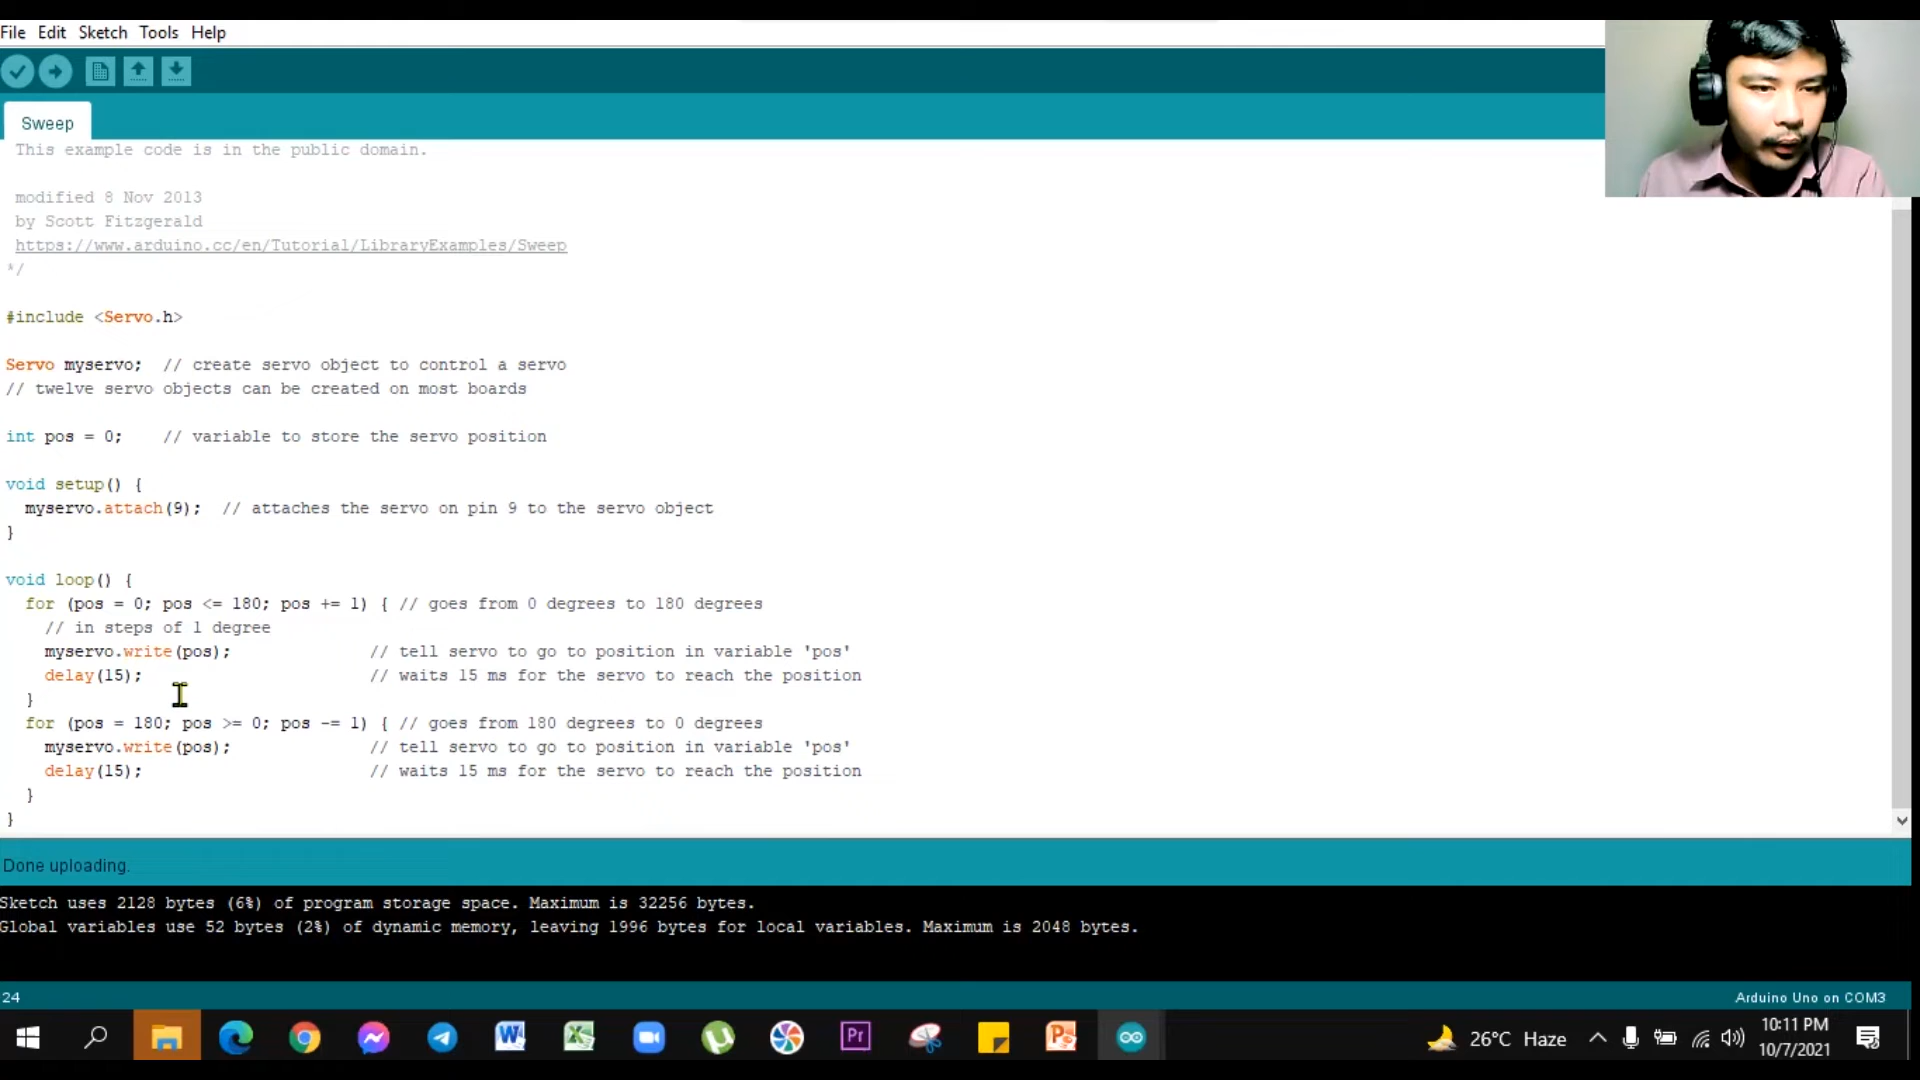 File Edit Sketch Tools Help
Sweep
This example code is in the public domain.
modified 8 Nov 2013
by Scott Fitzgerald
https://www.arduino.cc/en/Tutorial/LibraryExamples/Sweep
*/
#include <Servo.h>
Servo myservo;  // create servo object to control a servo
// twelve servo objects can be created on most boards
int pos = 0;    // variable to store the servo position
void setup() {
  myservo.attach(9);  // attaches the servo on pin 9 to the servo object
}
void loop() {
  for (pos = 0; pos <= 180; pos += 1) { // goes from 0 degrees to 180 degrees
    // in steps of 1 degree
    myservo.write(pos);              // tell servo to go to position in variable 'pos'
    delay(15);                       // waits 15 ms for the servo to reach the position
  }
  for (pos = 180; pos >= 0; pos -= 1) { // goes from 180 degrees to 0 degrees
    myservo.write(pos);              // tell servo to go to position in variable 'pos'
    delay(15);                       // waits 15 ms for the servo to reach the position
  }
}
Done uploading.
Sketch uses 2128 bytes (6%) of program storage space. Maximum is 32256 bytes.
Global variables use 52 bytes (2%) of dynamic memory, leaving 1996 bytes for local variables. Maximum is 2048 bytes.
24 Arduino Uno on COM3
26°C Haze 10:11 PM
10/7/2021